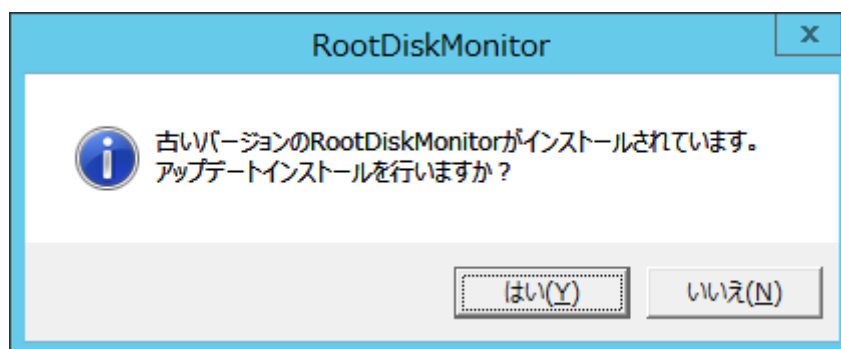 RootDiskMonitor
x
古いバージョンのRootDiskMonitorがインストールされています。
アップデートインストールを行いますか？
はい(Y)
いいえ(N)